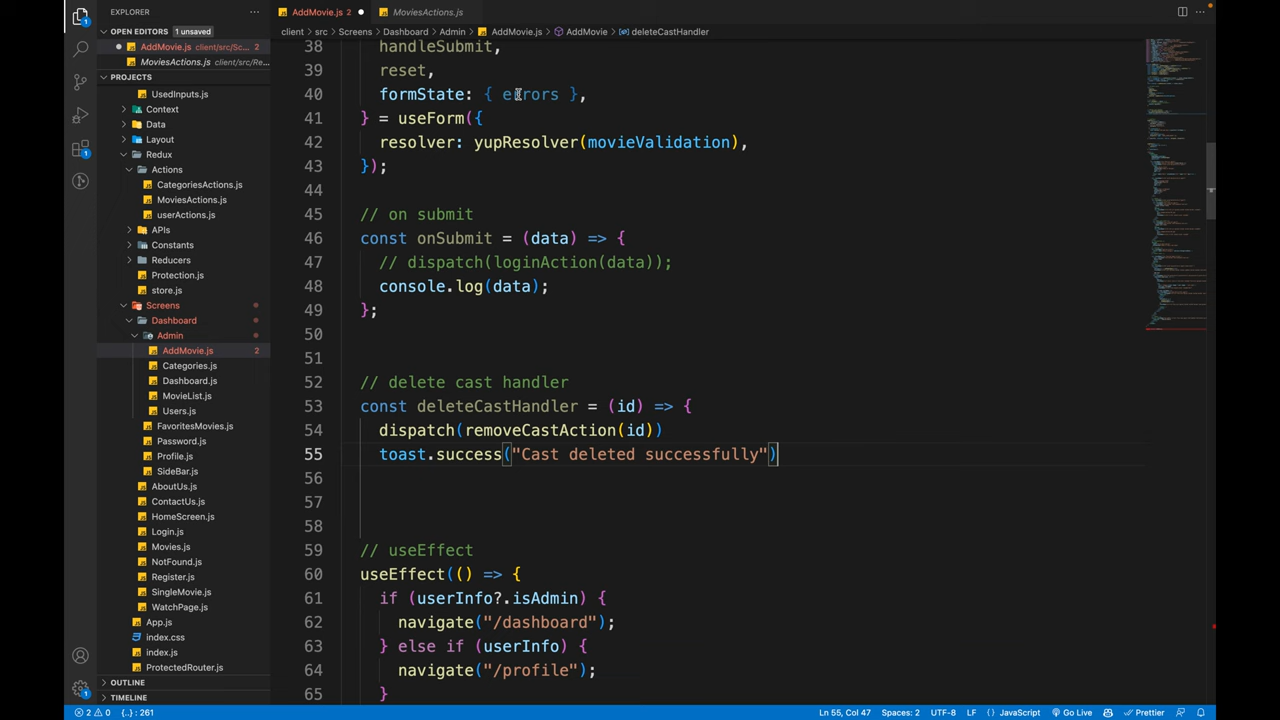 EXPLORER
...
AddMovie.js 2
MoviesActions.js
OPEN EDITORS 1 unsaved
client > src > Screens > Dashboard > Admin > AddMovie.js > AddMovie > deleteCastHandler
AddMovie.js client/src/Sc... 2
MoviesActions.js client/src/Re...
PROJECTS
UsedInputs.js
Context
Data
Layout
Redux
Actions
CategoriesActions.js
MoviesActions.js
userActions.js
APIs
Constants
Reducers
Protection.js
store.js
Screens
Dashboard
Admin
AddMovie.js 2
Categories.js
Dashboard.js
MovieList.js
Users.js
FavoritesMovies.js
Password.js
Profile.js
SideBar.js
AboutUs.js
ContactUs.js
HomeScreen.js
Login.js
Movies.js
NotFound.js
Register.js
SingleMovie.js
WatchPage.js
App.js
index.css
index.js
ProtectedRouter.js
OUTLINE
TIMELINE
38 handleSubmit,
39 reset,
40 formState: { errors },
41 } = useForm({
42 resolver: yupResolver(movieValidation),
43 });
44
45 // on submit
46 const onSubmit = (data) => {
47 // dispatch(loginAction(data));
48 console.log(data);
49 };
50
51
52 // delete cast handler
53 const deleteCastHandler = (id) => {
54 dispatch(removeCastAction(id))
55 toast.success("Cast deleted successfully")
56
57
58
59 // useEffect
60 useEffect(() => {
61 if (userInfo?.isAdmin) {
62 navigate("/dashboard");
63 } else if (userInfo) {
64 navigate("/profile");
65 }
1
1
1
2 0 {..} : 261
Ln 55, Col 47 Spaces: 2 UTF-8 LF JavaScript Go Live Prettier